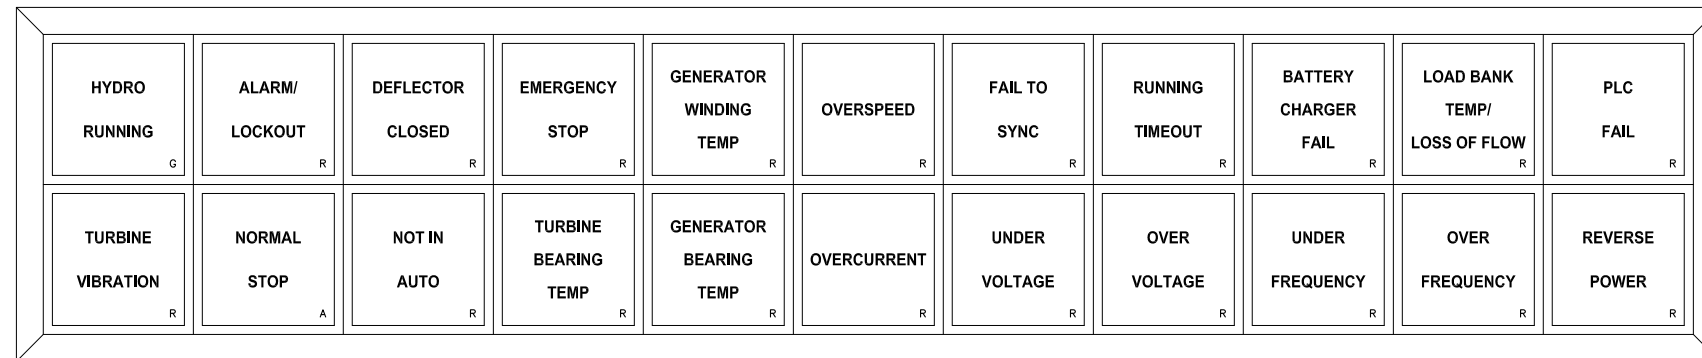 HYDRO
RUNNING
G
ALARM/
LOCKOUT
R
DEFLECTOR
CLOSED
R
EMERGENCY
STOP
R
GENERATOR
WINDING
TEMP
R
OVERSPEED
R
FAIL TO
SYNC
R
RUNNING
TIMEOUT
R
BATTERY
CHARGER
FAIL
R
LOAD BANK
TEMP/
LOSS OF FLOW
R
PLC
FAIL
R
TURBINE
VIBRATION
R
NORMAL
STOP
A
NOT IN
AUTO
R
TURBINE
BEARING
TEMP
R
GENERATOR
BEARING
TEMP
R
OVERCURRENT
R
UNDER
VOLTAGE
R
OVER
VOLTAGE
R
UNDER
FREQUENCY
R
OVER
FREQUENCY
R
REVERSE
POWER
R